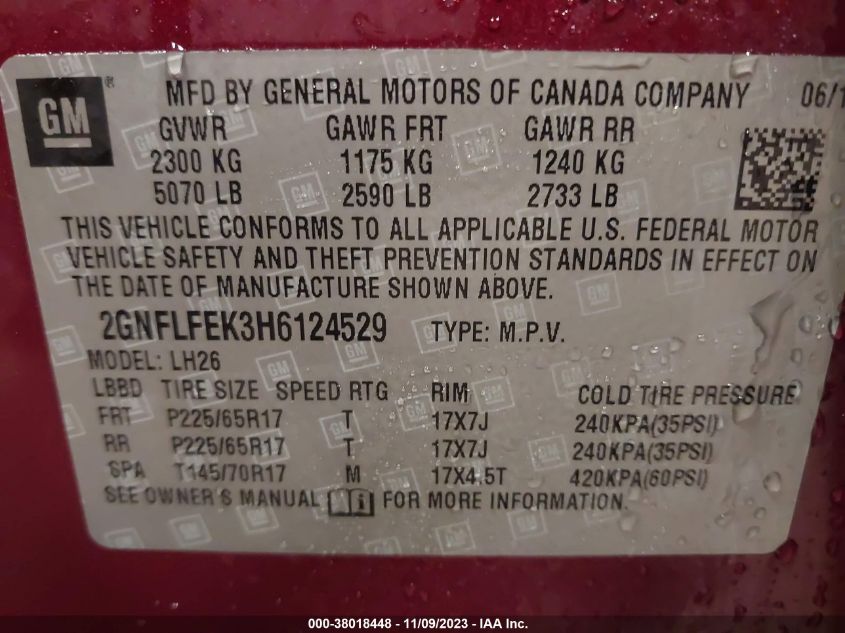 GM ® MFD BY GENERAL MOTORS OF CANADA COMPANY 06/1
GVWR GAWR FRT GAWR RR
2300 KG 1175 KG 1240 KG
5070 LB 2590 LB 2733 LB
THIS VEHICLE CONFORMS TO ALL APPLICABLE U.S. FEDERAL MOTOR
VEHICLE SAFETY AND THEFT PREVENTION STANDARDS IN EFFECT ON
THE DATE OF MANUFACTURE SHOWN ABOVE.
2GNFLFEK3H6124529 TYPE: M.P.V.
MODEL: LH26
LBBD TIRE SIZE SPEED RTG RIM COLD TIRE PRESSURE
FRT P225/65R17 T 17X7J 240KPA(35PSI)
RR P225/65R17 T 17X7J 240KPA(35PSI)
SPA T145/70R17 M 17X4.5T 420KPA(60PSI)
SEE OWNER'S MANUAL i FOR MORE INFORMATION.
000-38018448 - 11/09/2023 - IAA Inc.